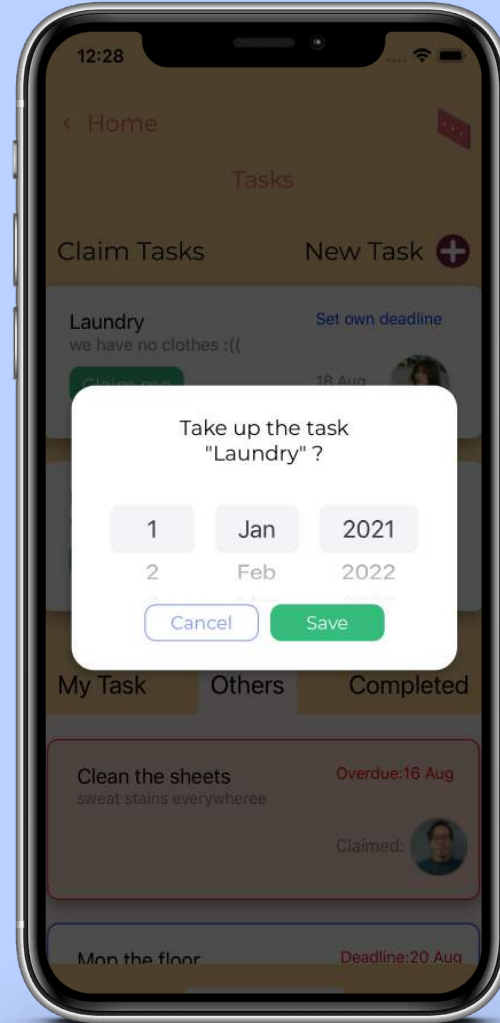 12:28
< Home
Tasks
Claim Tasks New Task
Laundry Set own deadline
we have no clothes :((
Claim me 18 Aug
Take up the task
"Laundry" ?
1 Jan 2021
2 Feb 2022
Cancel Save
My Task Others Completed
Clean the sheets Overdue:16 Aug
sweat stains everywheree
Claimed:
Mop the floor Deadline:20 Aug